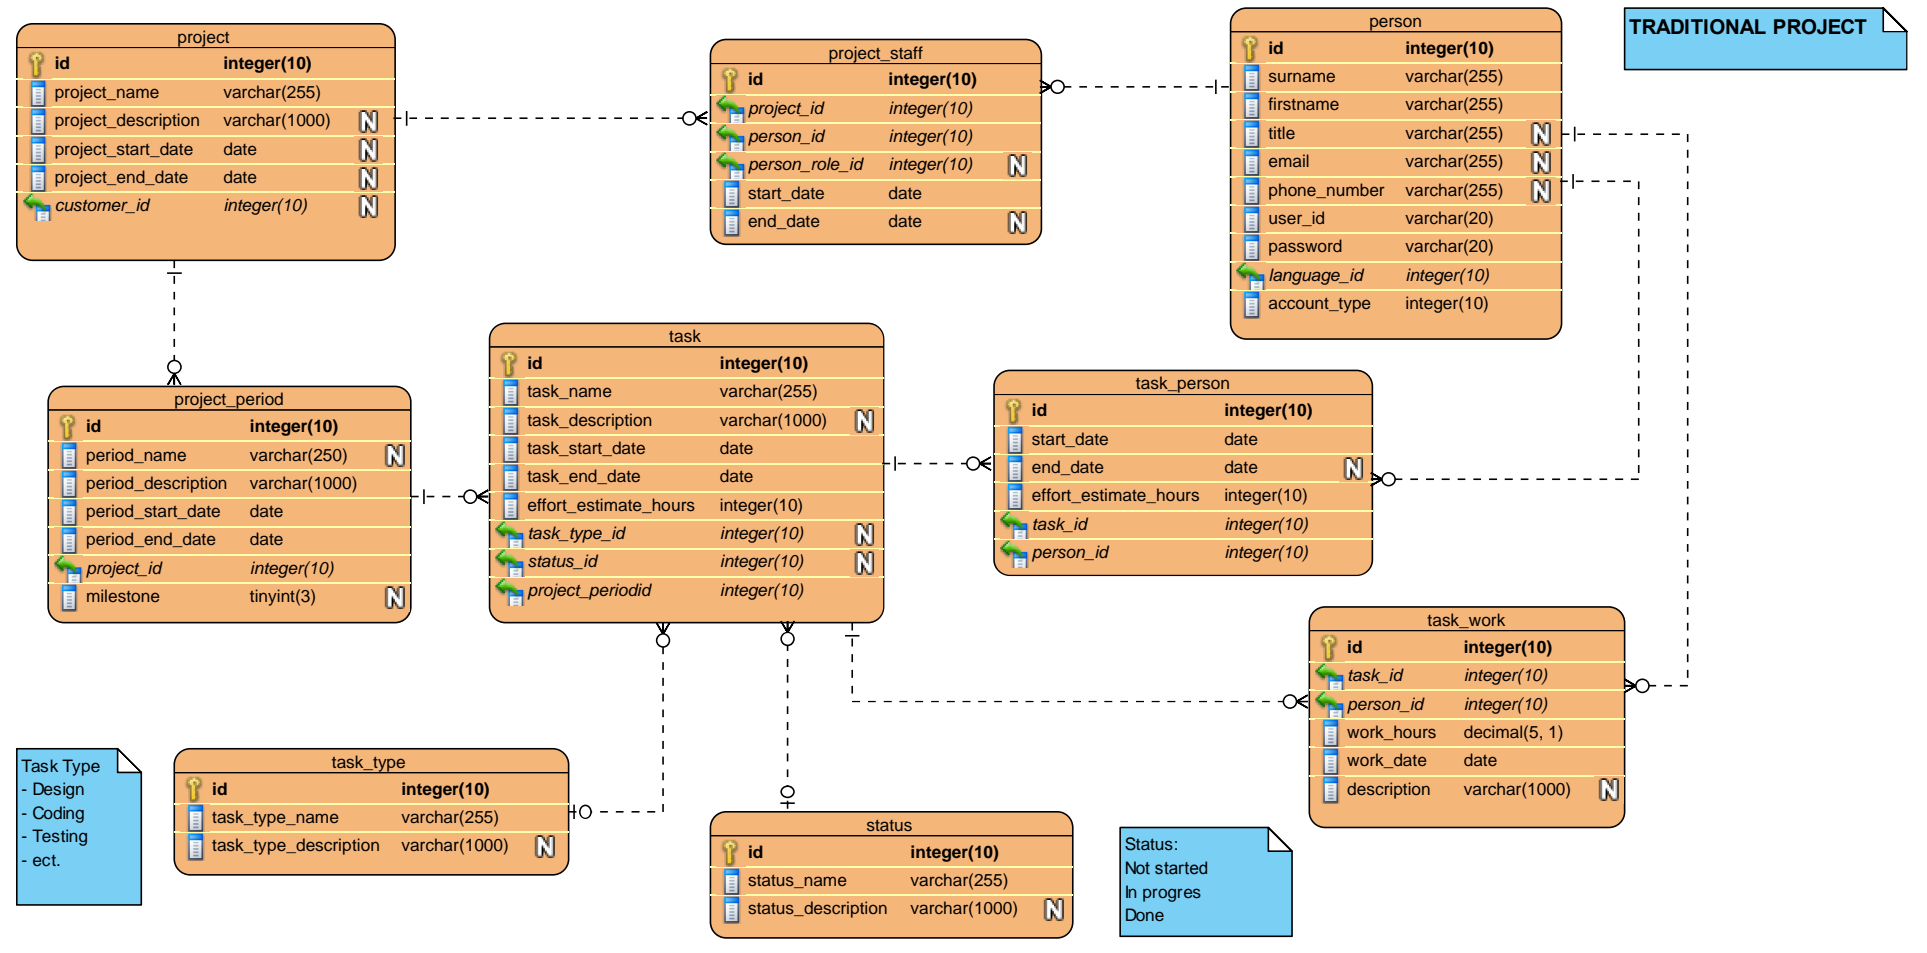 project
id integer(10)
project_name varchar(255)
project_description varchar(1000) N
project_start_date date N
project_end_date date N
customer_id integer(10) N
project_staff
id integer(10)
project_id integer(10)
person_id integer(10)
person_role_id integer(10) N
start_date date
end_date date N
person
id integer(10)
surname varchar(255)
firstname varchar(255)
title varchar(255) N
email varchar(255) N
phone_number varchar(255) N
user_id varchar(20)
password varchar(20)
language_id integer(10)
account_type integer(10)
TRADITIONAL PROJECT
project_period
id integer(10)
period_name varchar(250) N
period_description varchar(1000)
period_start_date date
period_end_date date
project_id integer(10)
milestone tinyint(3) N
task
id integer(10)
task_name varchar(255)
task_description varchar(1000) N
task_start_date date
task_end_date date
effort_estimate_hours integer(10)
task_type_id integer(10) N
status_id integer(10) N
project_periodid integer(10)
task_person
id integer(10)
start_date date
end_date date N
effort_estimate_hours integer(10)
task_id integer(10)
person_id integer(10)
task_work
id integer(10)
task_id integer(10)
person_id integer(10)
work_hours decimal(5, 1)
work_date date
description varchar(1000) N
Task Type
- Design
- Coding
- Testing
- ect.
task_type
id integer(10)
task_type_name varchar(255)
task_type_description varchar(1000) N
status
id integer(10)
status_name varchar(255)
status_description varchar(1000) N
Status:
Not started
In progres
Done